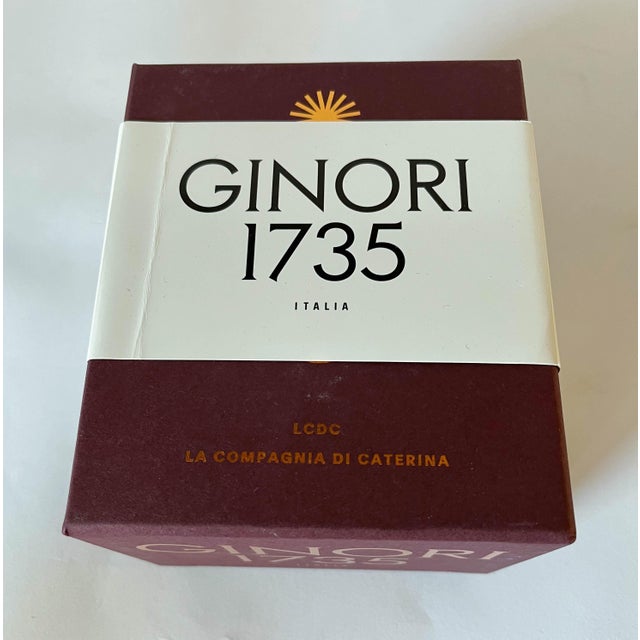 GINORI
1735
ITALIA
LCDC
LA COMPAGNIA DI CATERINA
GINORI
1735